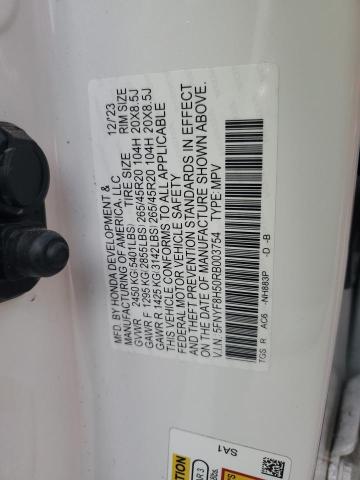 MFD. BY HONDA DEVELOPMENT & 12/'23
MANUFACTURING OF AMERICA, LLC
TIRE SIZE RIM SIZE
GVWR 2450 KG(5401LBS)
GAWR F 1295 KG(2855LBS) 265/45R20 104H 20X8.5J
GAWR R 1425 KG(3142LBS) 265/45R20 104H 20X8.5J
THIS VEHICLE CONFORMS TO ALL APPLICABLE
FEDERAL MOTOR VEHICLE SAFETY
AND THEFT PREVENTION STANDARDS IN EFFECT
ON THE DATE OF MANUFACTURE SHOWN ABOVE.
V.I.N. 5FNYF8H50RB003754 TYPE MPV
TGS R AC6 -NH883P -D -B
SA1